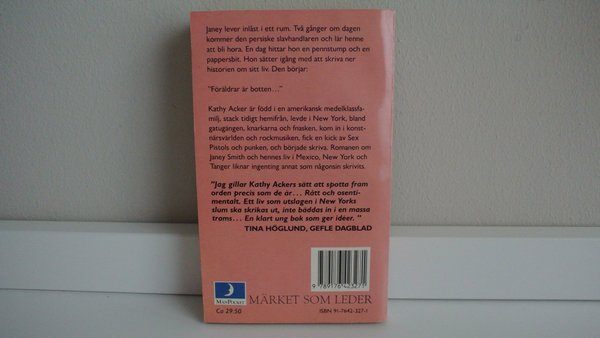 Janey lever inlåst i ett rum. Två gånger om dagen
kommer den persiske slavhandlaren och lär henne
att bli hora. En dag hittar hon en pennstump och en
pappersbit. Hon sätter igång med att skriva ner
historien om sitt liv. Den börjar:
"Föräldrar är botten..."
Kathy Acker är född i en amerikansk medelklassfa-
milj, stack tidigt hemifrån, levde i New York, bland
gatugängen, knarkarna och fnasken, kom in i konst-
närsvärlden och rockmusiken, fick en kick av Sex
Pistols och punken, och började skriva. Romanen om
Janey Smith och hennes liv i Mexico, New York och
Tanger liknar ingenting annat som någonsin skrivits.
"Jag gillar Kathy Ackers sätt att spotta fram
orden precis som de är... Rått och osenti-
mentalt. Ett liv som utslagen i New Yorks
slum ska skrikas ut, inte bäddas in i en massa
trams... En klart ung bok som ger idéer."
TINA HÖGLUND, GEFLE DAGBLAD
9 789176 423271
MånPocket
MÄRKET SOM LEDER
Ca 29:50
ISBN 91-7642-327-1